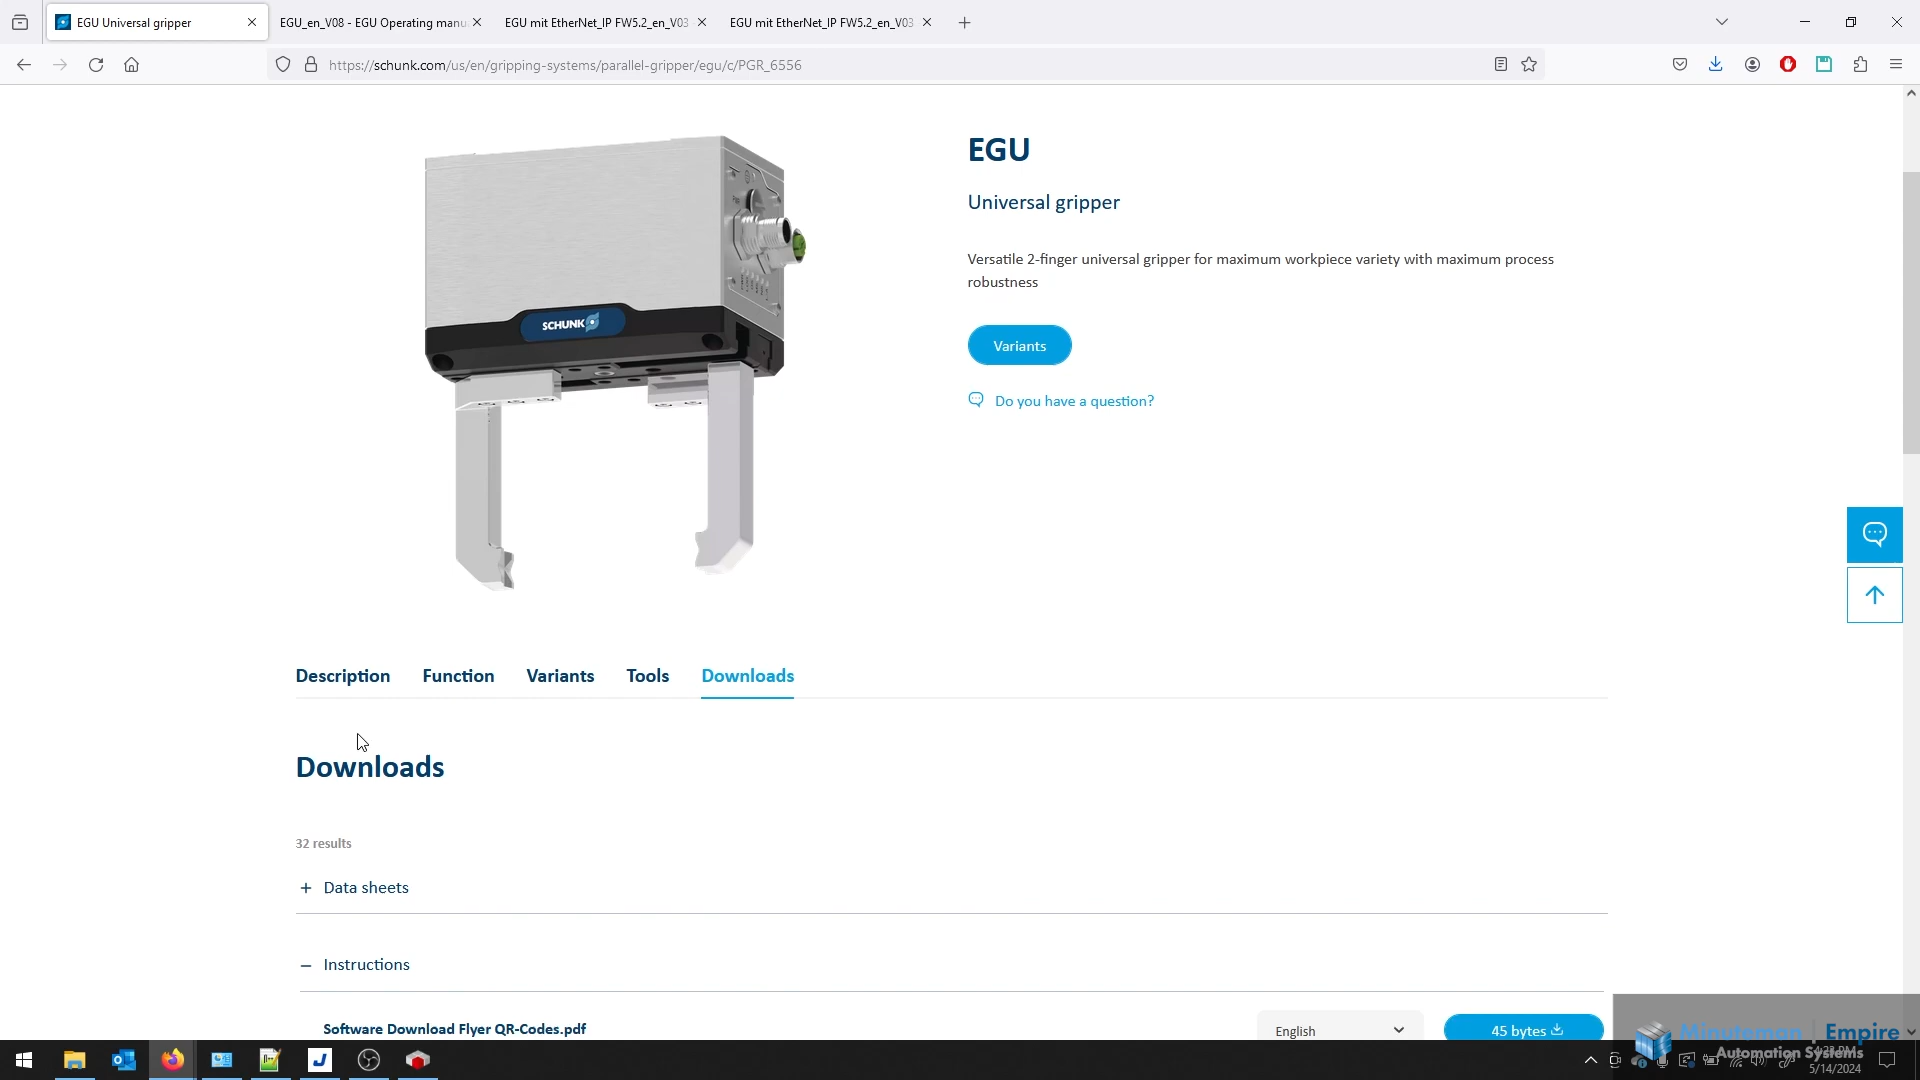 EGU Universal gripper
EGU_en_V08 - EGU Operating manu
EGU mit EtherNet_IP FW5.2_en_V03
EGU mit EtherNet_IP FW5.2_en_V03
https://schunk.com/us/en/gripping-systems/parallel-gripper/egu/c/PGR_6556
SCHUNK
EGU
Universal gripper
Versatile 2-finger universal gripper for maximum workpiece variety with maximum process
robustness
Variants
Do you have a question?
Description
Function
Variants
Tools
Downloads
Downloads
32 results
Data sheets
Instructions
Software Download Flyer QR-Codes.pdf
English
45 bytes
Minuteman | Empire
Automation Systems
5/14/2024